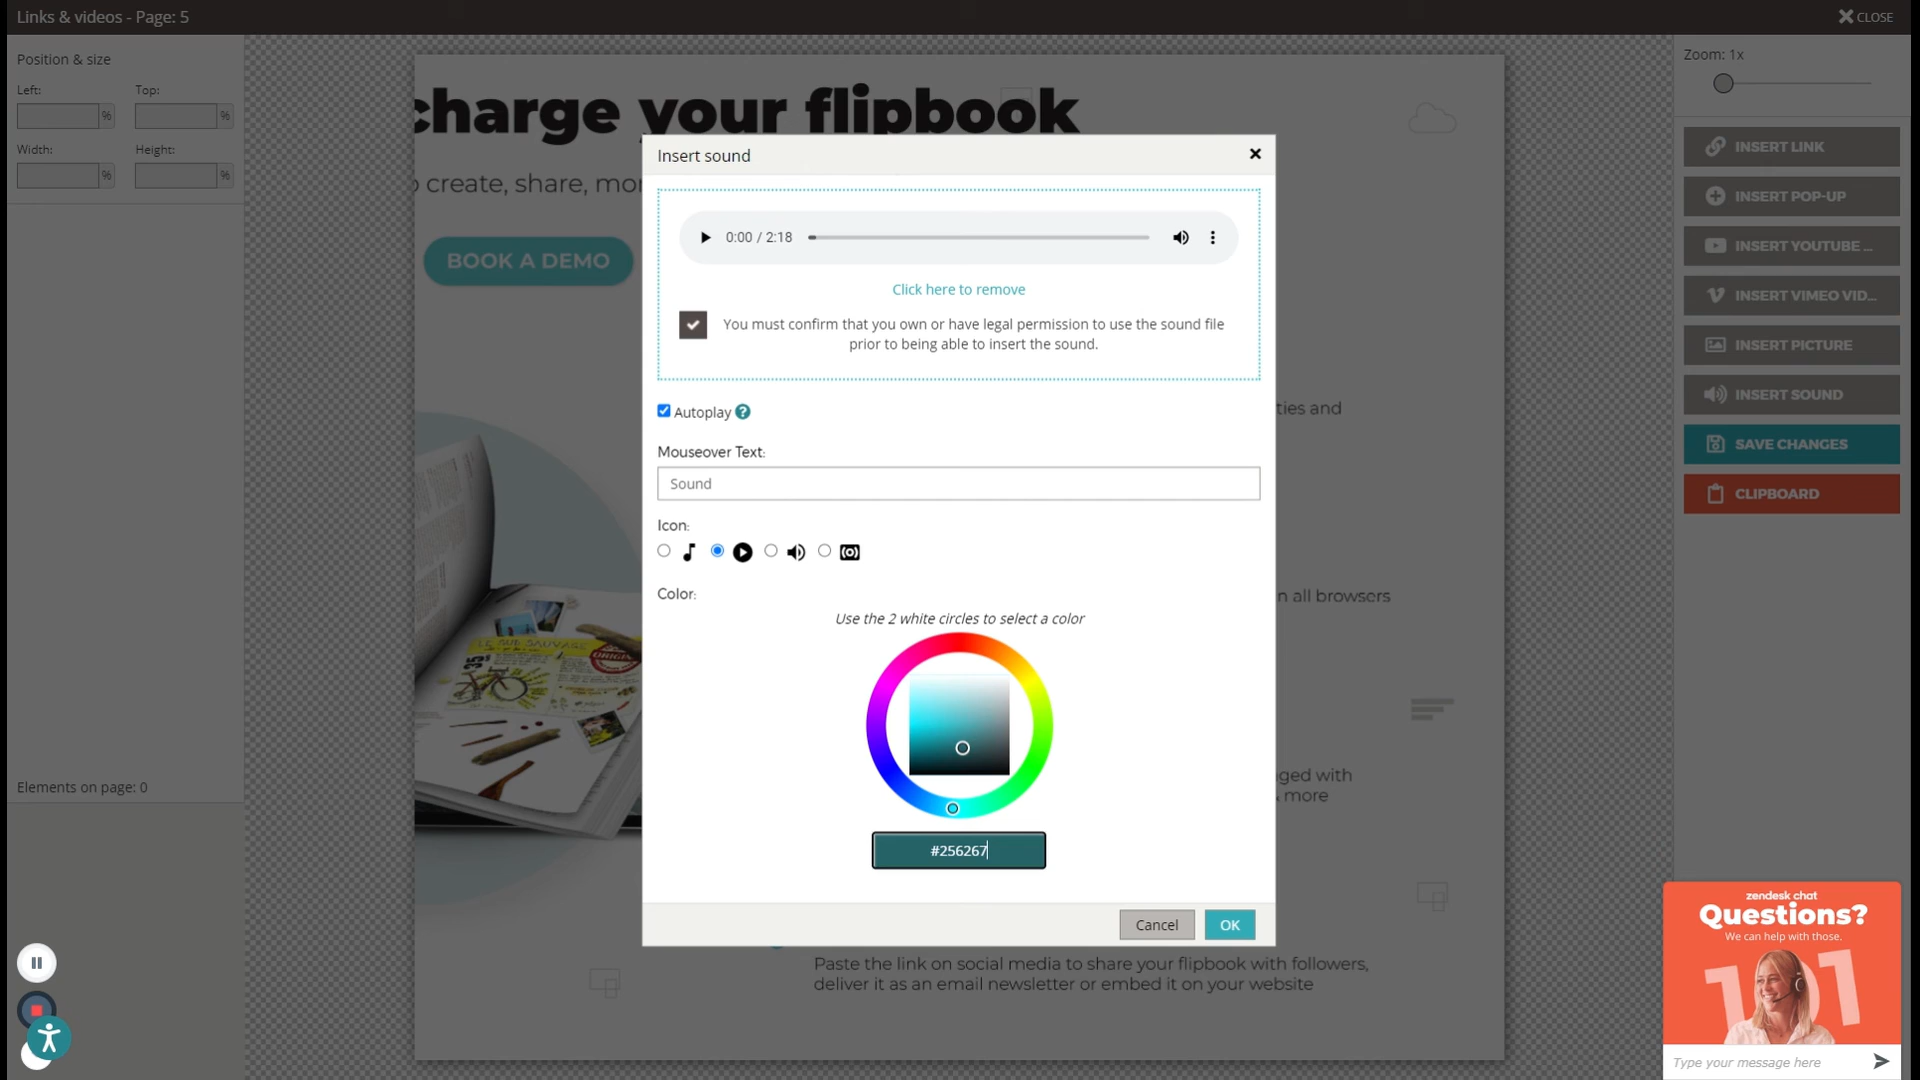 Links & videos - Page: 5
CLOSE
Position & size
Left:
Top:
%
%
Width:
Height:
%
%
Elements on page: 0
charge your flipbook
create, share, mo
BOOK A DEMO
ties and
n all browsers
ged with
more
Paste the link on social media to share your flipbook with followers,
deliver it as an email newsletter or embed it on your website
Insert sound
0:00 / 2:18
Click here to remove
You must confirm that you own or have legal permission to use the sound file
prior to being able to insert the sound.
Autoplay ?
Mouseover Text:
Sound
Icon:
Color:
Use the 2 white circles to select a color
#256267
Cancel
OK
Zoom: 1x
INSERT LINK
INSERT POP-UP
INSERT YOUTUBE ...
INSERT VIMEO VID...
INSERT PICTURE
INSERT SOUND
SAVE CHANGES
CLIPBOARD
zendesk chat
Questions?
We can help with those.
101
Type your message here